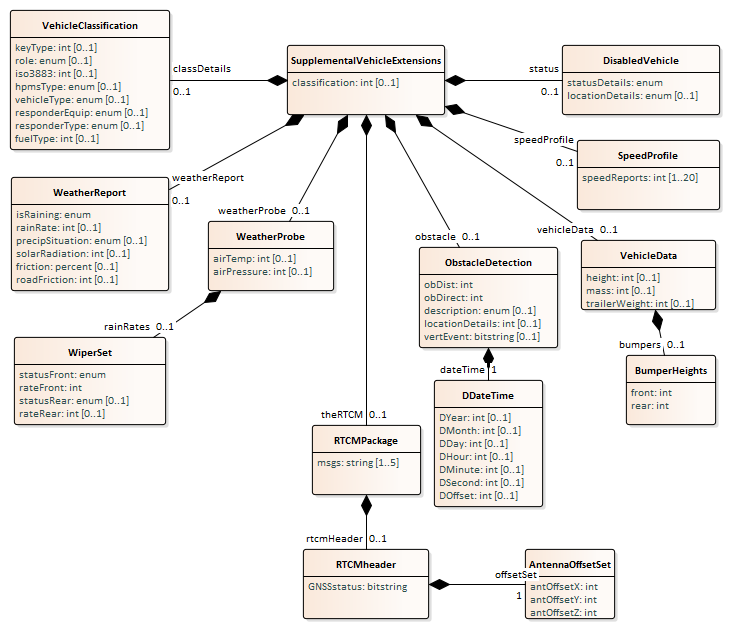 VehicleClassification
keyType: int [0..1]
role: enum [0..1]
iso3883: int [0..1]
hpmsType: enum [0..1]
vehicleType: enum [0..1]
responderEquip: enum [0..1]
responderType: enum [0..1]
fuelType: int [0..1]
classDetails
0..1
SupplementalVehicleExtensions
classification: int [0..1]
status
0..1
DisabledVehicle
statusDetails: enum
locationDetails: enum [0..1]
speedProfile
0..1
SpeedProfile
speedReports: int [1..20]
weatherReport
0..1
WeatherReport
isRaining: enum
rainRate: int [0..1]
precipSituation: enum [0..1]
solarRadiation: int [0..1]
friction: percent [0..1]
roadFriction: int [0..1]
weatherProbe 0..1
WeatherProbe
airTemp: int [0..1]
airPressure: int [0..1]
obstacle 0..1
ObstacleDetection
obDist: int
obDirect: int
description: enum [0..1]
locationDetails: int [0..1]
vertEvent: bitstring [0..1]
vehicleData 0..1
VehicleData
height: int [0..1]
mass: int [0..1]
trailerWeight: int [0..1]
rainRates 0..1
WiperSet
statusFront: enum
rateFront: int
statusRear: enum [0..1]
rateRear: int [0..1]
bumpers 0..1
BumperHeights
front: int
rear: int
dateTime 1
DDateTime
DYear: int [0..1]
DMonth: int [0..1]
DDay: int [0..1]
DHour: int [0..1]
DMinute: int [0..1]
DSecond: int [0..1]
DOffset: int [0..1]
theRTCM 0..1
RTCMPackage
msgs: string [1..5]
rtcmHeader 0..1
RTCMheader
GNSSstatus: bitstring
offsetSet
1
AntennaOffsetSet
antOffsetX: int
antOffsetY: int
antOffsetZ: int